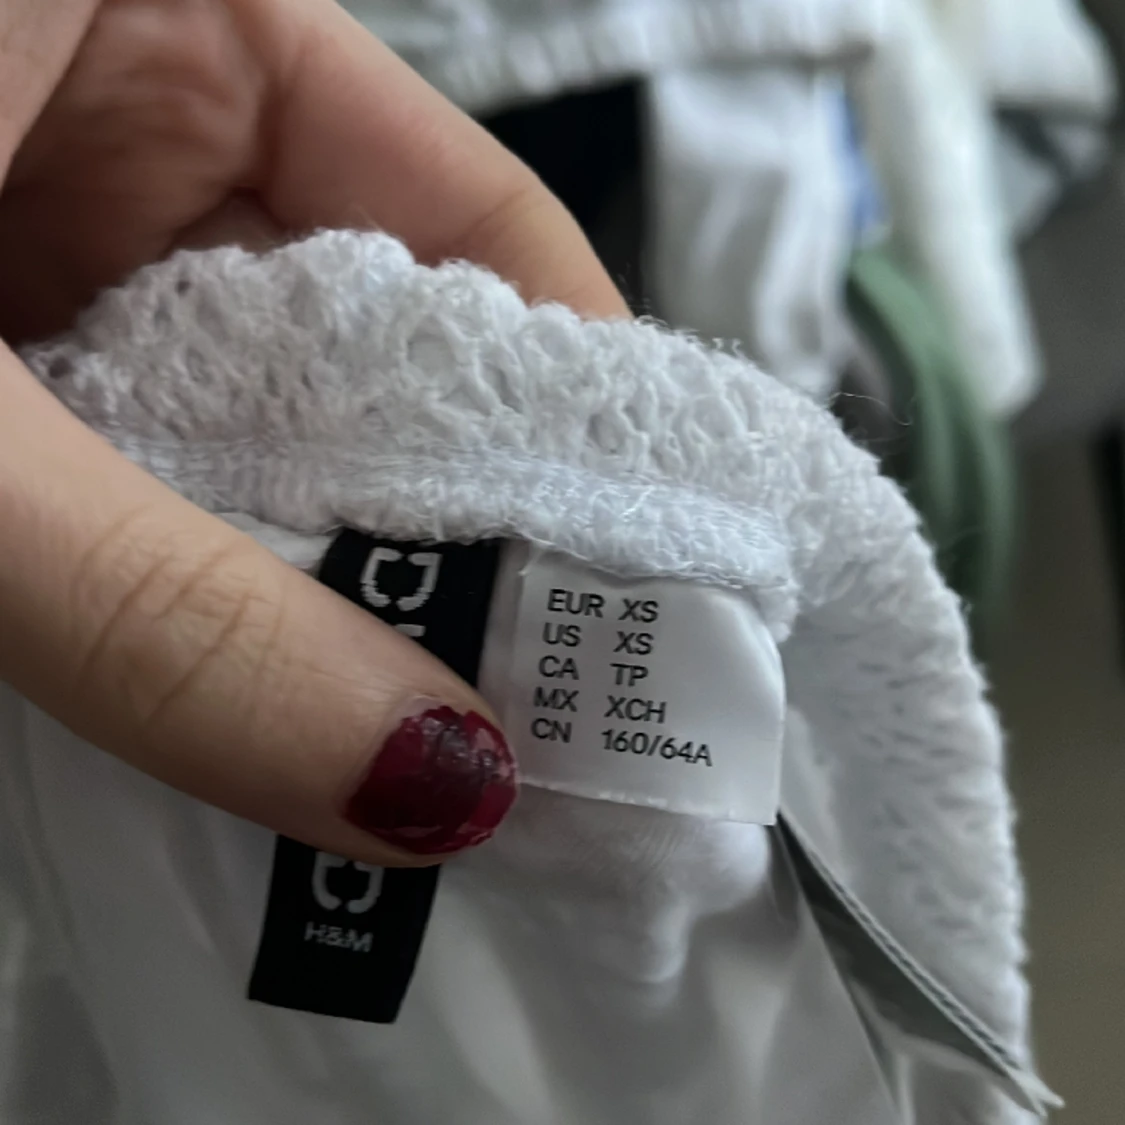 EUR XS
US XS
CA TP
MX XCH
CN 160/64A
H&M